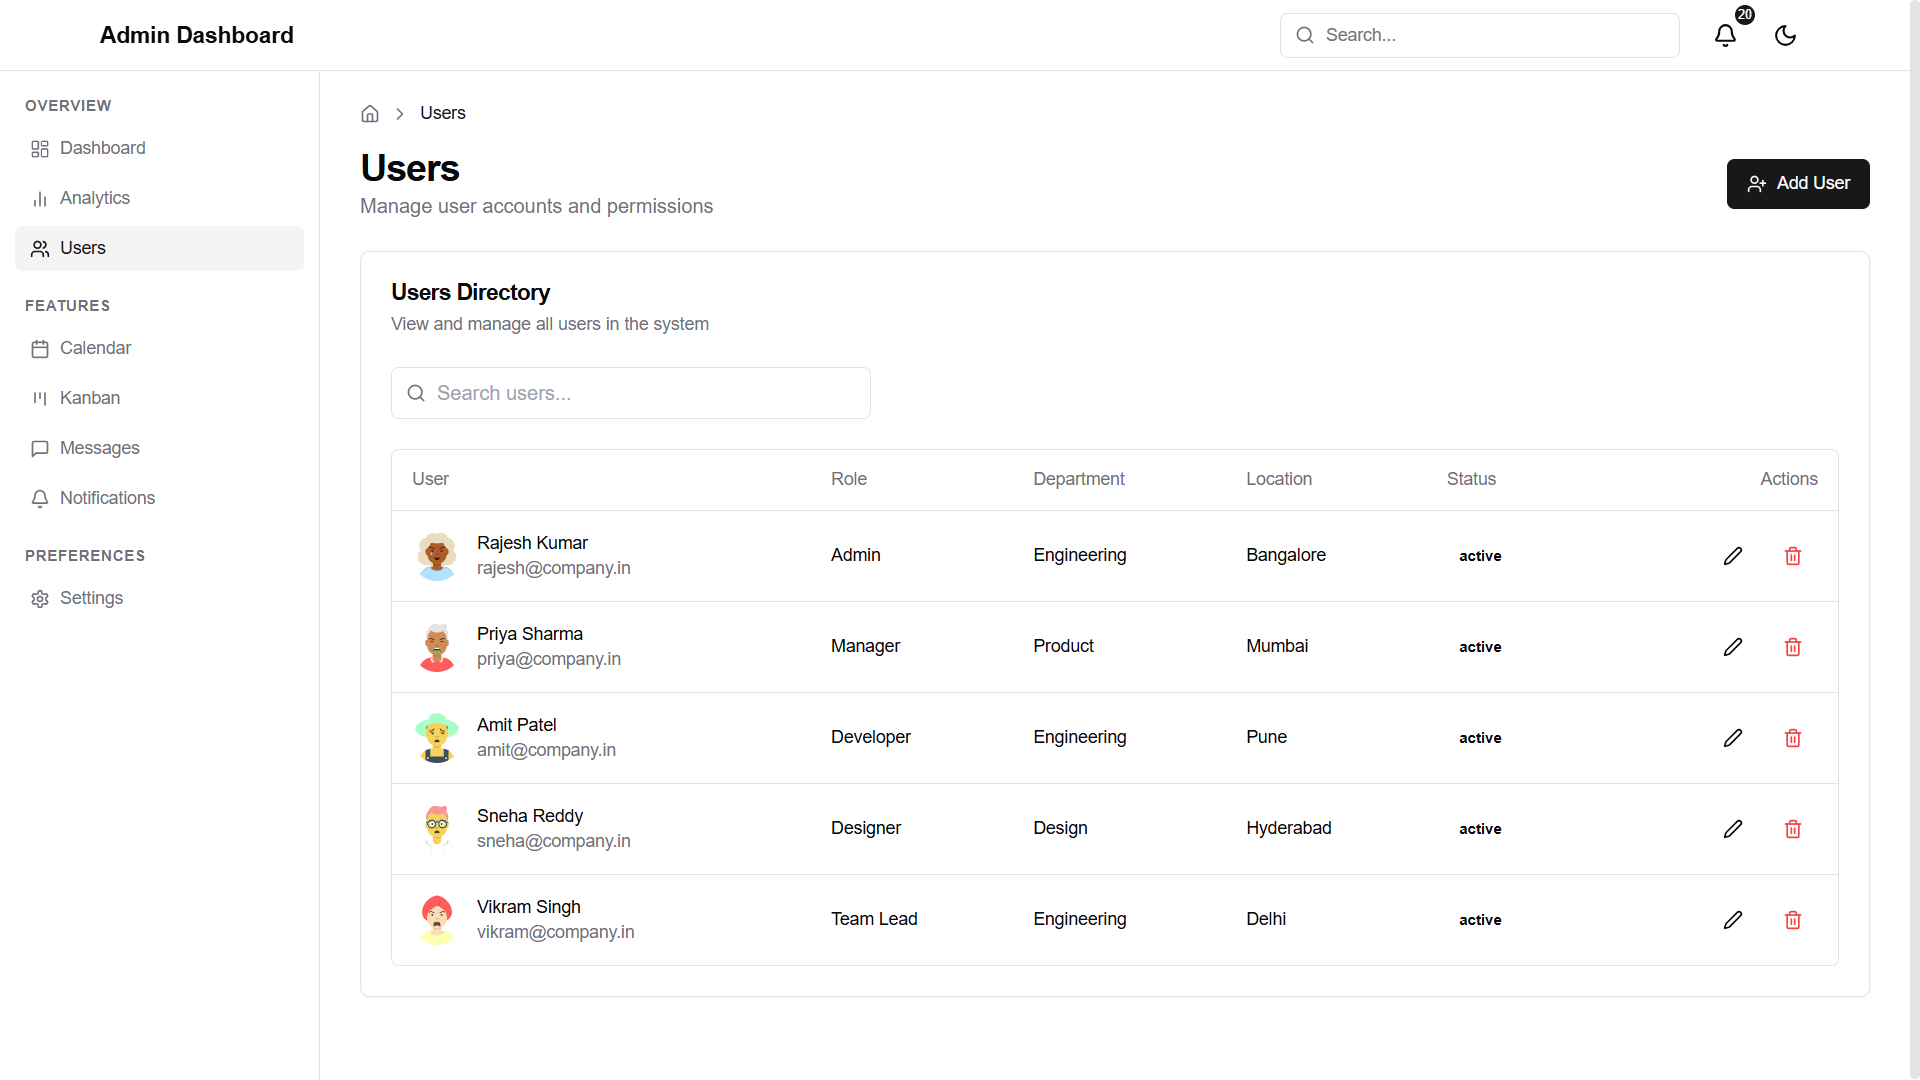 Admin Dashboard
Search...
20
OVERVIEW
Dashboard
Analytics
Users
FEATURES
Calendar
Kanban
Messages
Notifications
PREFERENCES
Settings
Users
Users
Manage user accounts and permissions
Add User
Users Directory
View and manage all users in the system
Search users...
User Role Department Location Status Actions
Rajesh Kumar
rajesh@company.in
Admin Engineering Bangalore active
Priya Sharma
priya@company.in
Manager Product Mumbai active
Amit Patel
amit@company.in
Developer Engineering Pune active
Sneha Reddy
sneha@company.in
Designer Design Hyderabad active
Vikram Singh
vikram@company.in
Team Lead Engineering Delhi active